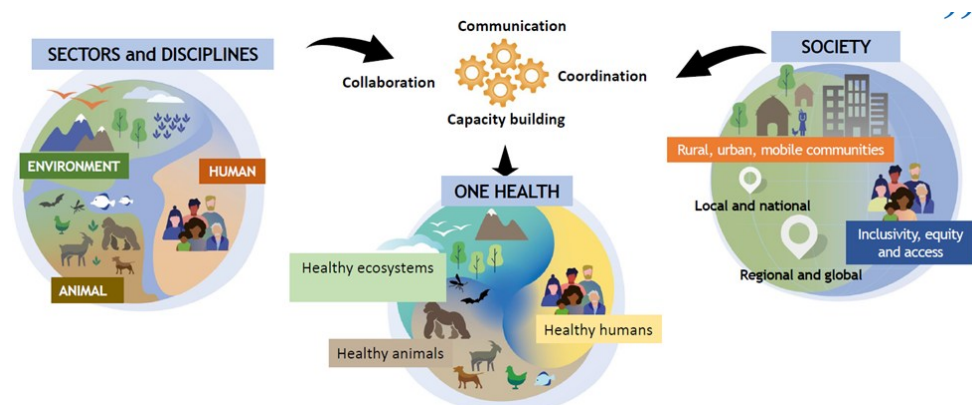 SECTORS and DISCIPLINES
ENVIRONMENT
HUMAN
ANIMAL
Communication
Collaboration
Coordination
Capacity building
SOCIETY
Rural, urban, mobile communities
Local and national
Inclusivity, equity
and access
Regional and global
ONE HEALTH
Healthy ecosystems
Healthy humans
Healthy animals